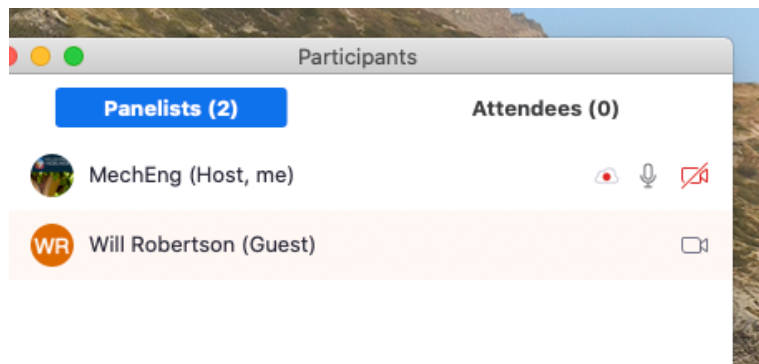 Participants
Panelists (2) Attendees (0)
MechEng (Host, me)
WR Will Robertson (Guest)